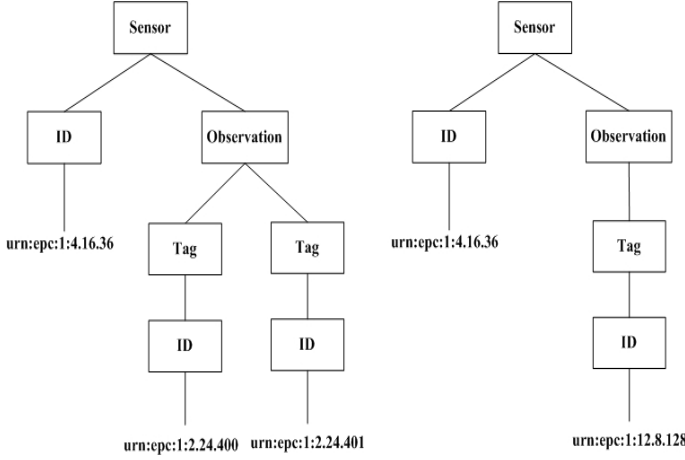 Sensor
Sensor
ID
Observation
ID
Observation
urn:epc:1:4.16.36
Tag
Tag
urn:epc:1:4.16.36
Tag
ID
ID
ID
urn:epc:1:2.24.400
urn:epc:1:2.24.401
urn:epc:1:12.8.128